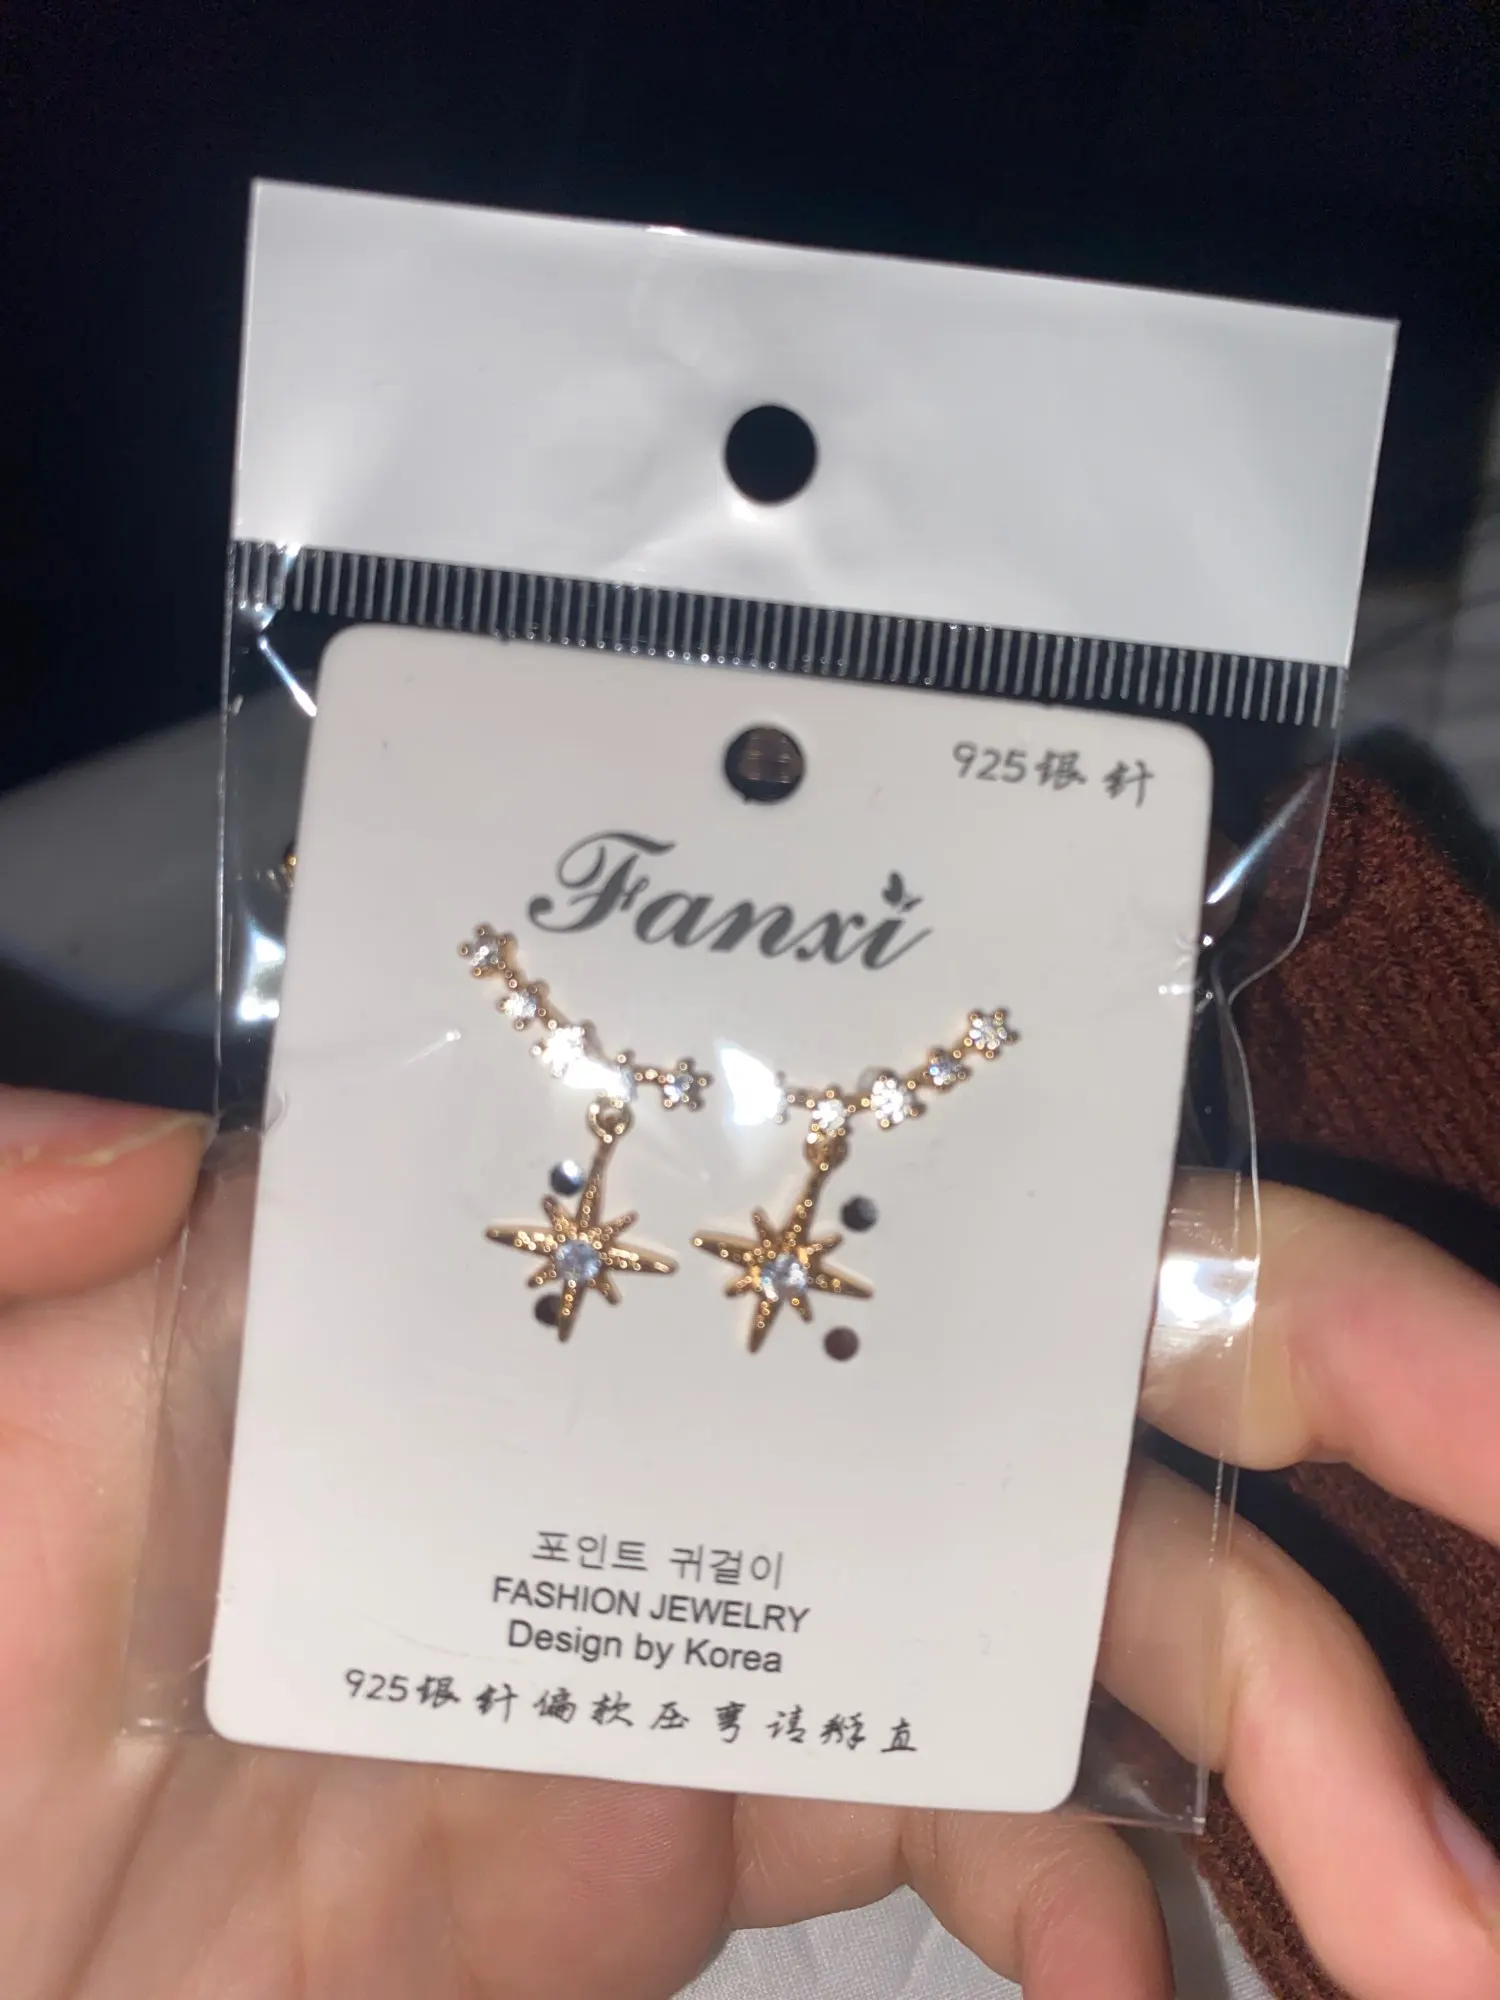 925银针
Fanxi
포인트 귀걸이
FASHION JEWELRY
Design by Korea
925银针偏软压弯请掰直